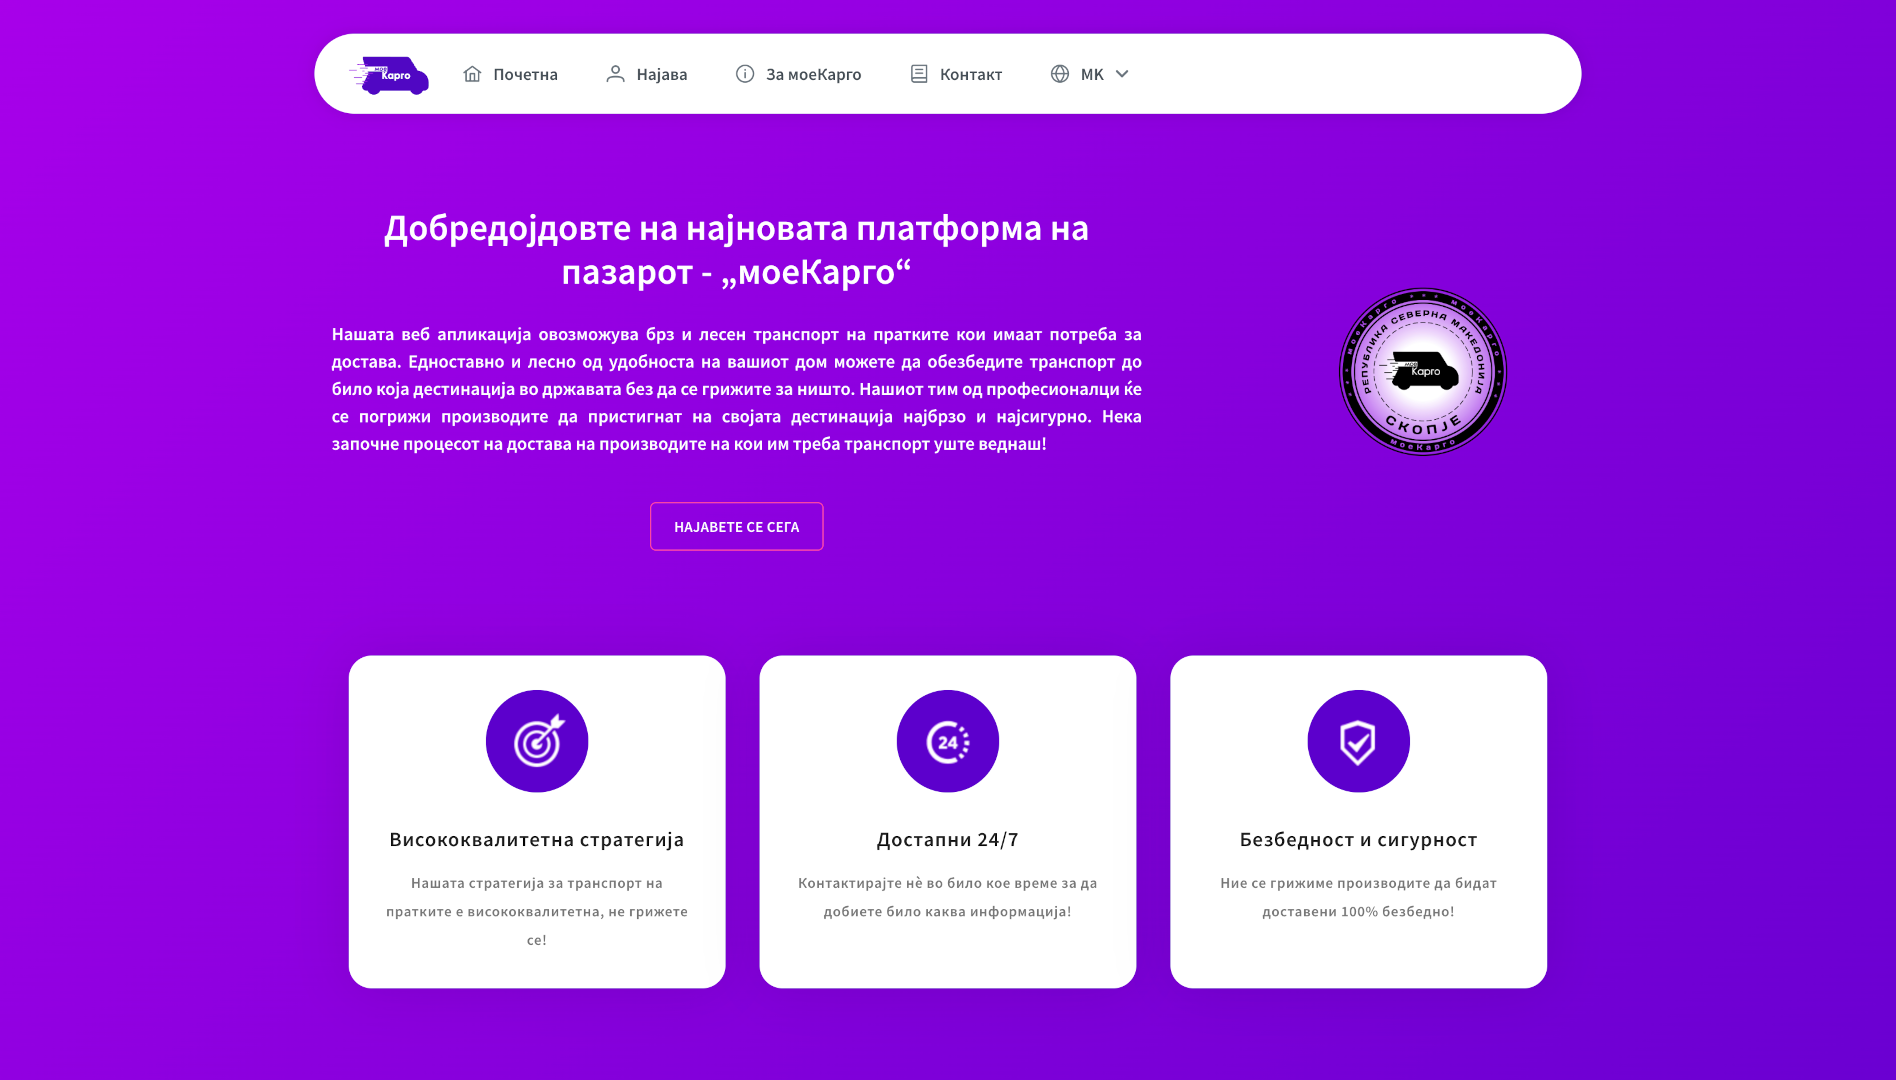 мое
Карго
Почетна
Најава
За моеКарго
Контакт
МК
Добредојдовте на најновата платформа на
пазарот - „моеКарго“
Нашата веб апликација овозможува брз и лесен транспорт на пратките кои имаат потреба за
достава. Едноставно и лесно од удобноста на вашиот дом можете да обезбедите транспорт до
било која дестинација во државата без да се грижите за ништо. Нашиот тим од професионалци ќе
се погрижи производите да пристигнат на својата дестинација најбрзо и најсигурно. Нека
започне процесот на достава на производите на кои им треба транспорт уште веднаш!
НАЈАВЕТЕ СЕ СЕГА
моеКарго * * * моеКарго
РЕПУБЛИКА СЕВЕРНА МАКЕДОНИЈА
мое
Карго
СКОПЈЕ
моеКарго
24
Висококвалитетна стратегија
Нашата стратегија за транспорт на
пратките е висококвалитетна, не грижете
се!
Достапни 24/7
Контактирајте нѐ во било кое време за да
добиете било каква информација!
Безбедност и сигурност
Ние се грижиме производите да бидат
доставени 100% безбедно!